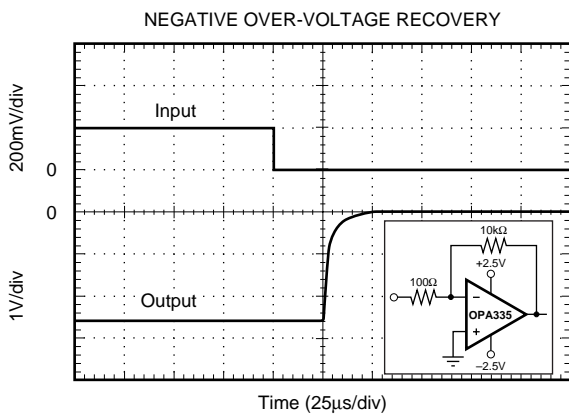 NEGATIVE OVER-VOLTAGE RECOVERY
200mV/div
Input
0
0
1V/div
Output
10kΩ
+2.5V
100Ω
−
OPA335
+
–2.5V
Time (25µs/div)